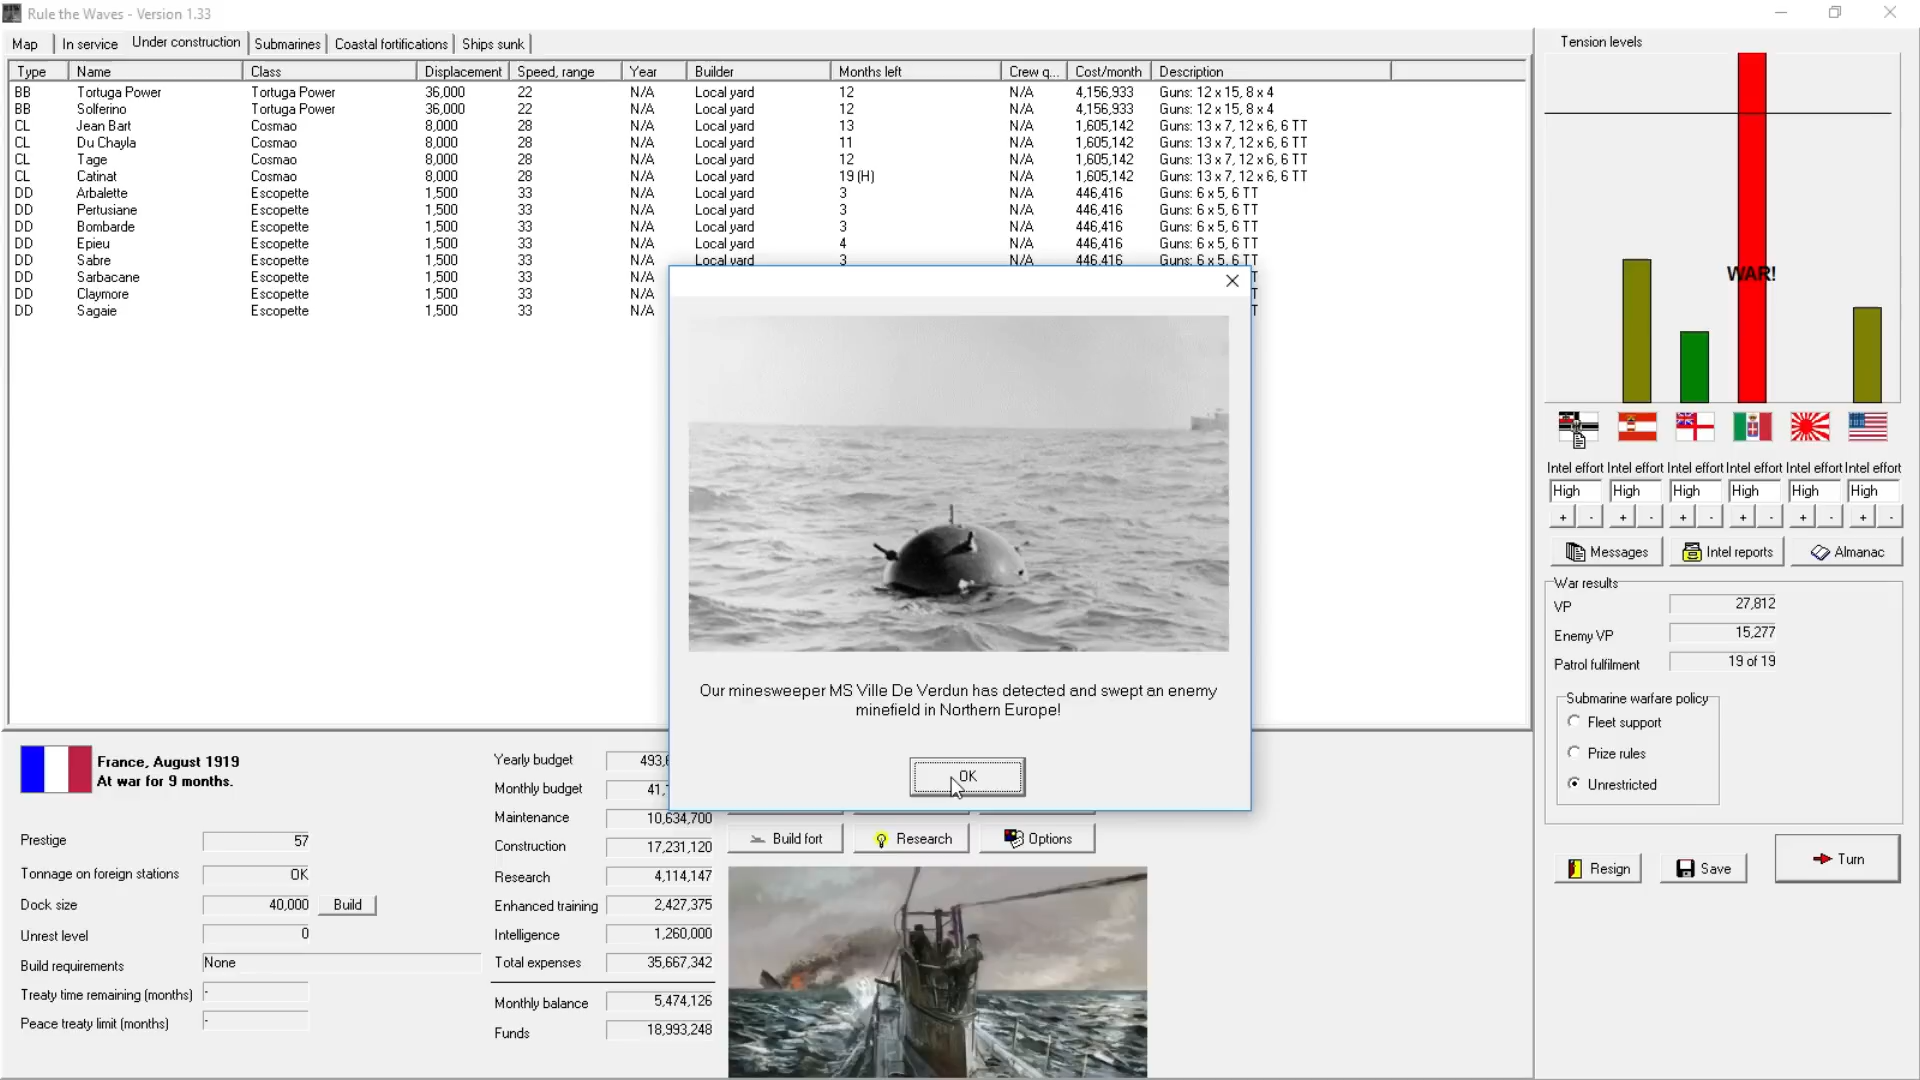 Rule the Waves - Version 1.33
Map In service Under construction Submarines Coastal fortifications Ships sunk
Type Name Class Displacement Speed, range Year Builder Months left Crew q... Cost/month Description
BB Tortuga Power Tortuga Power 36,000 22 N/A Local yard 12 N/A 4,156,933 Guns: 12 x 15, 8 x 4
BB Solferino Tortuga Power 36,000 22 N/A Local yard 12 N/A 4,156,933 Guns: 12 x 15, 8 x 4
CL Jean Bart Cosmao 8,000 28 N/A Local yard 13 N/A 1,605,142 Guns: 13 x 7, 12 x 6, 6 TT
CL Du Chayla Cosmao 8,000 28 N/A Local yard 11 N/A 1,605,142 Guns: 13 x 7, 12 x 6, 6 TT
CL Tage Cosmao 8,000 28 N/A Local yard 12 N/A 1,605,142 Guns: 13 x 7, 12 x 6, 6 TT
CL Catinat Cosmao 8,000 28 N/A Local yard 19 (H) N/A 1,605,142 Guns: 13 x 7, 12 x 6, 6 TT
DD Arbalette Escopette 1,500 33 N/A Local yard 3 N/A 446,416 Guns: 6 x 5, 6 TT
DD Pertusiane Escopette 1,500 33 N/A Local yard 3 N/A 446,416 Guns: 6 x 5, 6 TT
DD Bombarde Escopette 1,500 33 N/A Local yard 3 N/A 446,416 Guns: 6 x 5, 6 TT
DD Epieu Escopette 1,500 33 N/A Local yard 4 N/A 446,416 Guns: 6 x 5, 6 TT
DD Sabre Escopette 1,500 33 N/A Local yard 3 N/A 446,416 Guns: 6 x 5, 6 TT
DD Sarbacane Escopette 1,500 33 N/A
DD Claymore Escopette 1,500 33 N/A
DD Sagaie Escopette 1,500 33 N/A
Our minesweeper MS Ville De Verdun has detected and swept an enemy
minefield in Northern Europe!
OK
France, August 1919
At war for 9 months.
Prestige 57
Tonnage on foreign stations OK
Dock size 40,000 Build
Unrest level 0
Build requirements None
Treaty time remaining (months) -
Peace treaty limit (months) -
Yearly budget
Monthly budget
Maintenance 10,634,700
Construction 17,231,120
Research 4,114,147
Enhanced training 2,427,375
Intelligence 1,260,000
Total expenses 35,667,342
Monthly balance 5,474,126
Funds 18,993,248
Build fort Research Options
Tension levels
WAR!
Intel effort Intel effort Intel effort Intel effort Intel effort Intel effort
High High High High High High
+ - + - + - + - + - + -
Messages Intel reports Almanac
War results
VP 27,812
Enemy VP 15,277
Patrol fulfilment 19 of 19
Submarine warfare policy
Fleet support
Prize rules
Unrestricted
Resign Save Turn